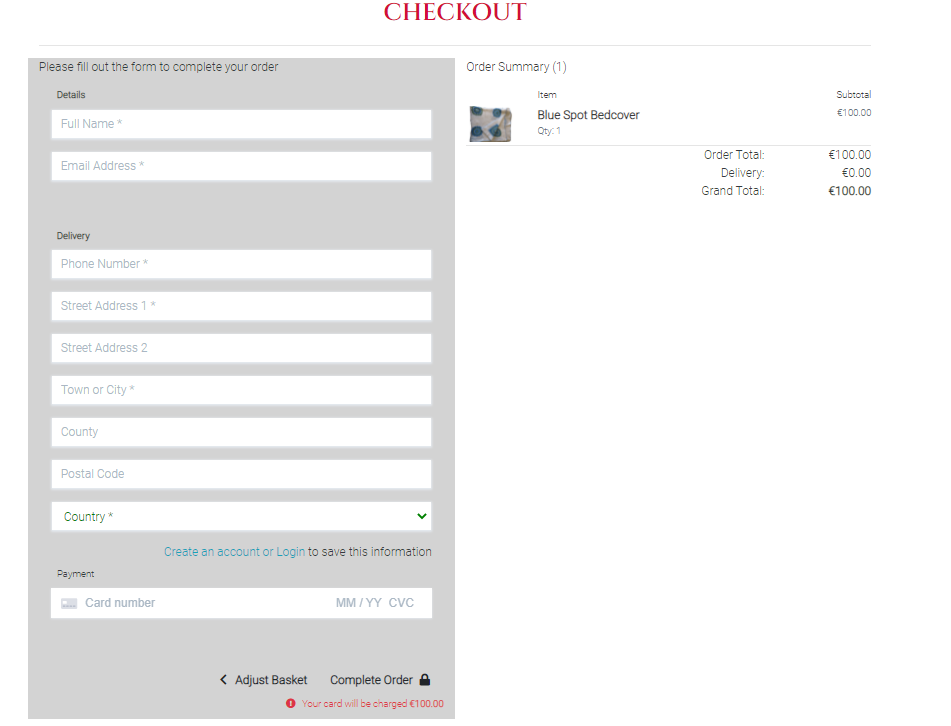 CHECKOUT
Please fill out the form to complete your order
Details
Full Name *
Email Address *
Delivery
Phone Number *
Street Address 1 *
Street Address 2
Town or City *
County
Postal Code
Country *
Create an account or Login to save this information
Payment
Card number MM / YY CVC
Adjust Basket Complete Order
Your card will be charged €100.00
Order Summary (1)
Item Subtotal
Blue Spot Bedcover €100.00
Qty: 1
Order Total: €100.00
Delivery: €0.00
Grand Total: €100.00